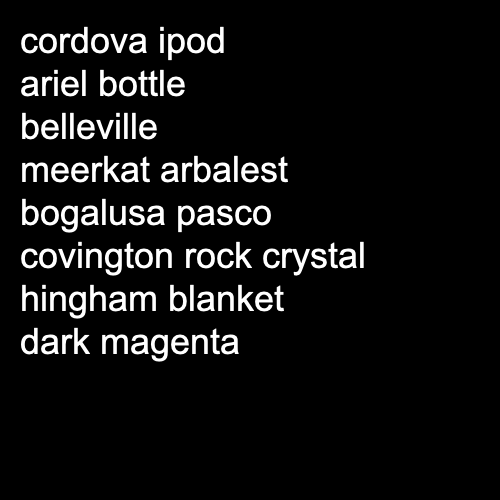 cordova ipod
ariel bottle
belleville
meerkat arbalest
bogalusa pasco
covington rock crystal
hingham blanket
dark magenta